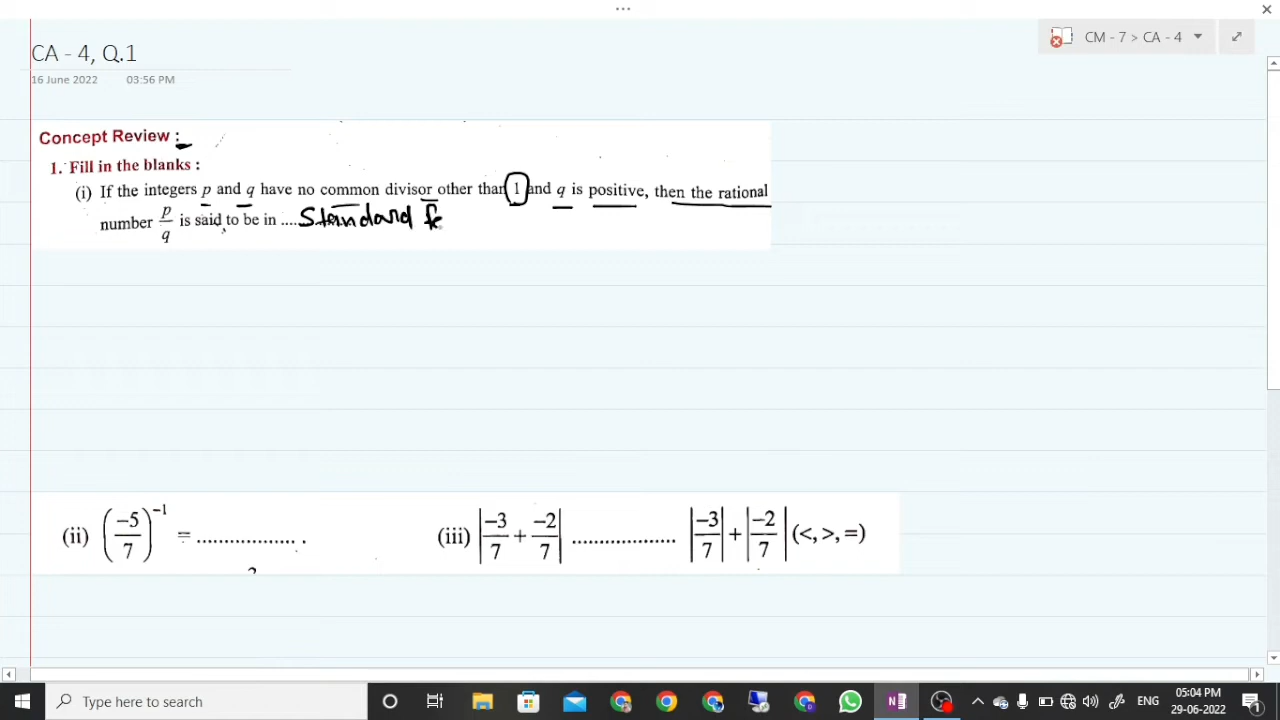 CA - 4, Q.1
CM - 7 > CA - 4
16 June 2022 03:56 PM
Concept Review :
1. Fill in the blanks :
(i) If the integers p and q have no common divisor other than 1 and q is positive, then the rational
number p/q is said to be in .... Standard f
(ii) (-5/7)^-1 = .................. .
(iii) |-3/7 + -2/7| ................... |-3/7| + |-2/7| (<, >, =)
Type here to search
ENG
05:04 PM
29-06-2022
1